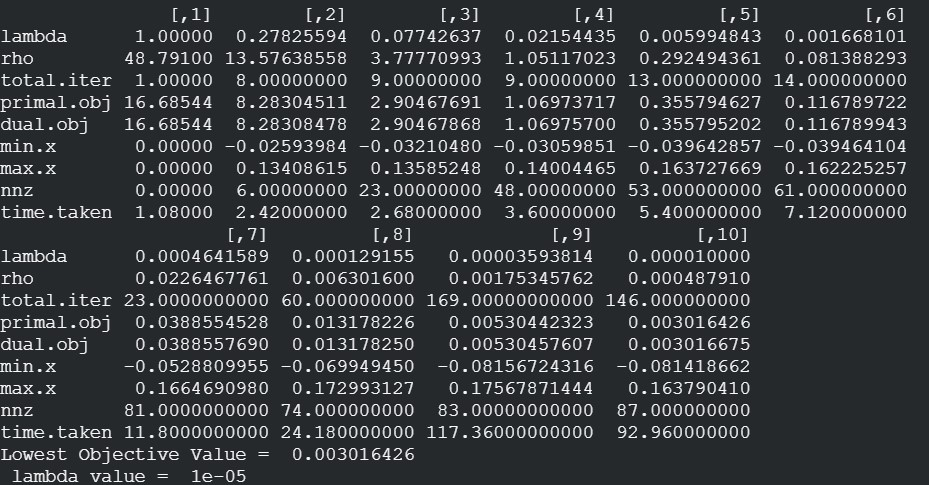 [,1] [,2] [,3] [,4] [,5] [,6]
lambda 1.00000 0.27825594 0.07742637 0.02154435 0.005994843 0.001668101
rho 48.79100 13.57638558 3.77770993 1.05117023 0.292494361 0.081388293
total.iter 1.00000 8.00000000 9.00000000 9.00000000 13.000000000 14.000000000
primal.obj 16.68544 8.28304511 2.90467691 1.06973717 0.355794627 0.116789722
dual.obj 16.68544 8.28308478 2.90467868 1.06975700 0.355795202 0.116789943
min.x 0.00000 -0.02593984 -0.03210480 -0.03059851 -0.039642857 -0.039464104
max.x 0.00000 0.13408615 0.13585248 0.14004465 0.163727669 0.162225257
nnz 0.00000 6.00000000 23.00000000 48.00000000 53.000000000 61.000000000
time.taken 1.08000 2.42000000 2.68000000 3.60000000 5.400000000 7.120000000
[,7] [,8] [,9] [,10]
lambda 0.0004641589 0.000129155 0.00003593814 0.000010000
rho 0.0226467761 0.006301600 0.00175345762 0.000487910
total.iter 23.0000000000 60.000000000 169.00000000000 146.000000000
primal.obj 0.0388554528 0.013178226 0.00530442323 0.003016426
dual.obj 0.0388557690 0.013178250 0.00530457607 0.003016675
min.x -0.0528809955 -0.069949450 -0.08156724316 -0.081418662
max.x 0.1664690980 0.172993127 0.17567871444 0.163790410
nnz 81.0000000000 74.000000000 83.00000000000 87.000000000
time.taken 11.8000000000 24.180000000 117.36000000000 92.960000000
Lowest Objective Value = 0.003016426
lambda value = 1e-05